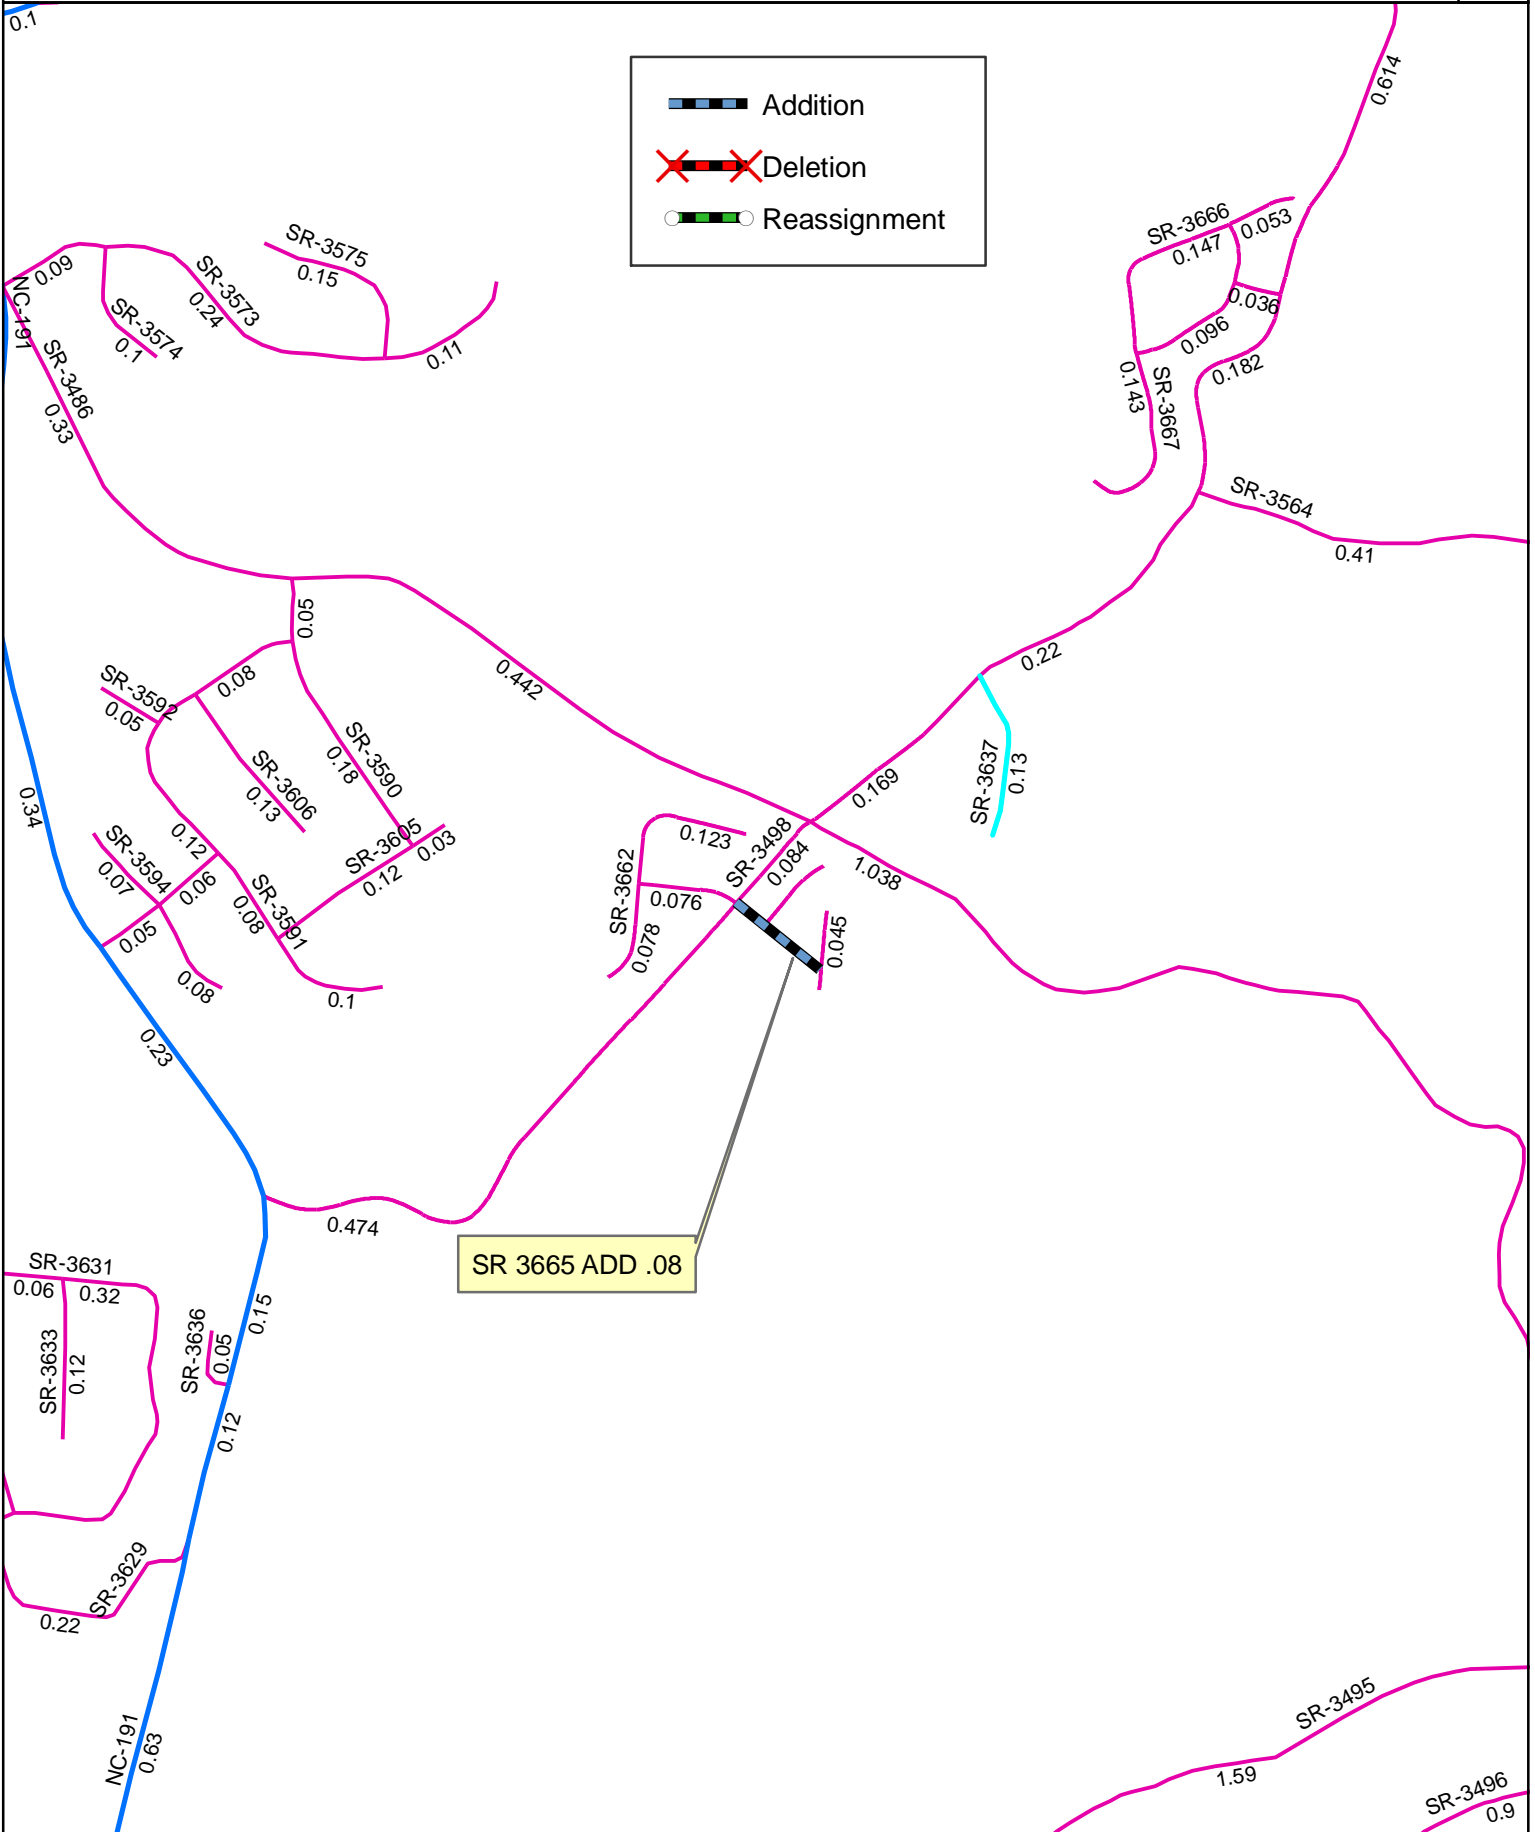 0.1
Addition
Deletion
Reassignment
0.614
SR-3666
0.147
0.053
0.036
0.096
0.182
0.143
SR-3667
SR-3564
0.41
0.09
NC-191
SR-3575
0.15
SR-3573
0.24
SR-3574
0.1
0.11
SR-3486
0.33
0.05
0.442
0.22
SR-3592
0.05
0.08
SR-3590
0.18
SR-3606
0.13
0.34
SR-3637
0.13
0.169
SR-3498
0.084
1.038
SR-3662
0.123
0.076
0.078
0.045
SR-3594
0.07
0.12
0.06
SR-3605
0.12
0.03
SR-3591
0.08
0.05
0.08
0.1
0.23
0.474
SR 3665 ADD .08
SR-3631
0.06
0.32
SR-3633
0.12
SR-3636
0.05
0.15
0.12
SR-3629
0.22
NC-191
0.63
SR-3495
1.59
SR-3496
0.9